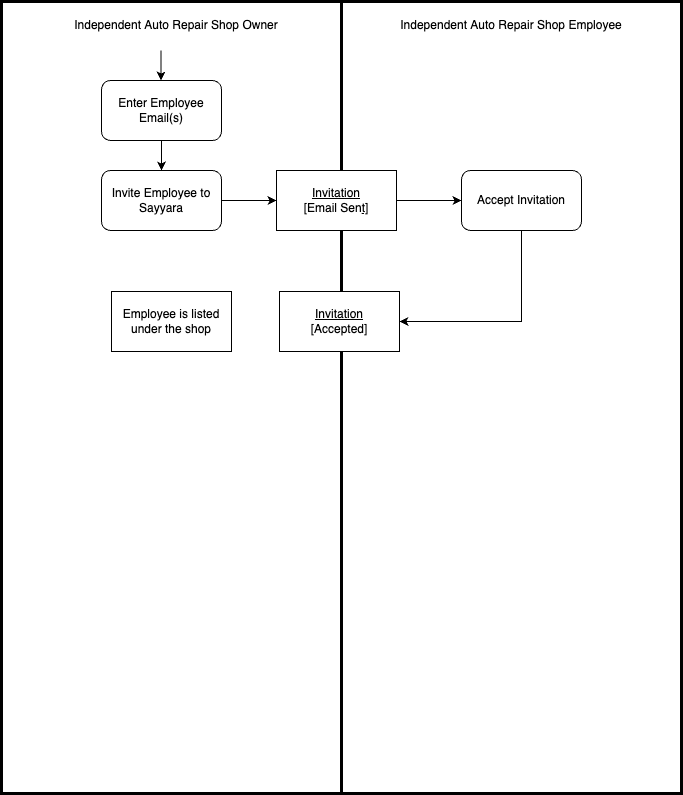 Independent Auto Repair Shop Owner
Independent Auto Repair Shop Employee
Enter Employee
Email(s)
Invite Employee to
Sayyara
Invitation
[Email Sent]
Accept Invitation
Employee is listed
under the shop
Invitation
[Accepted]